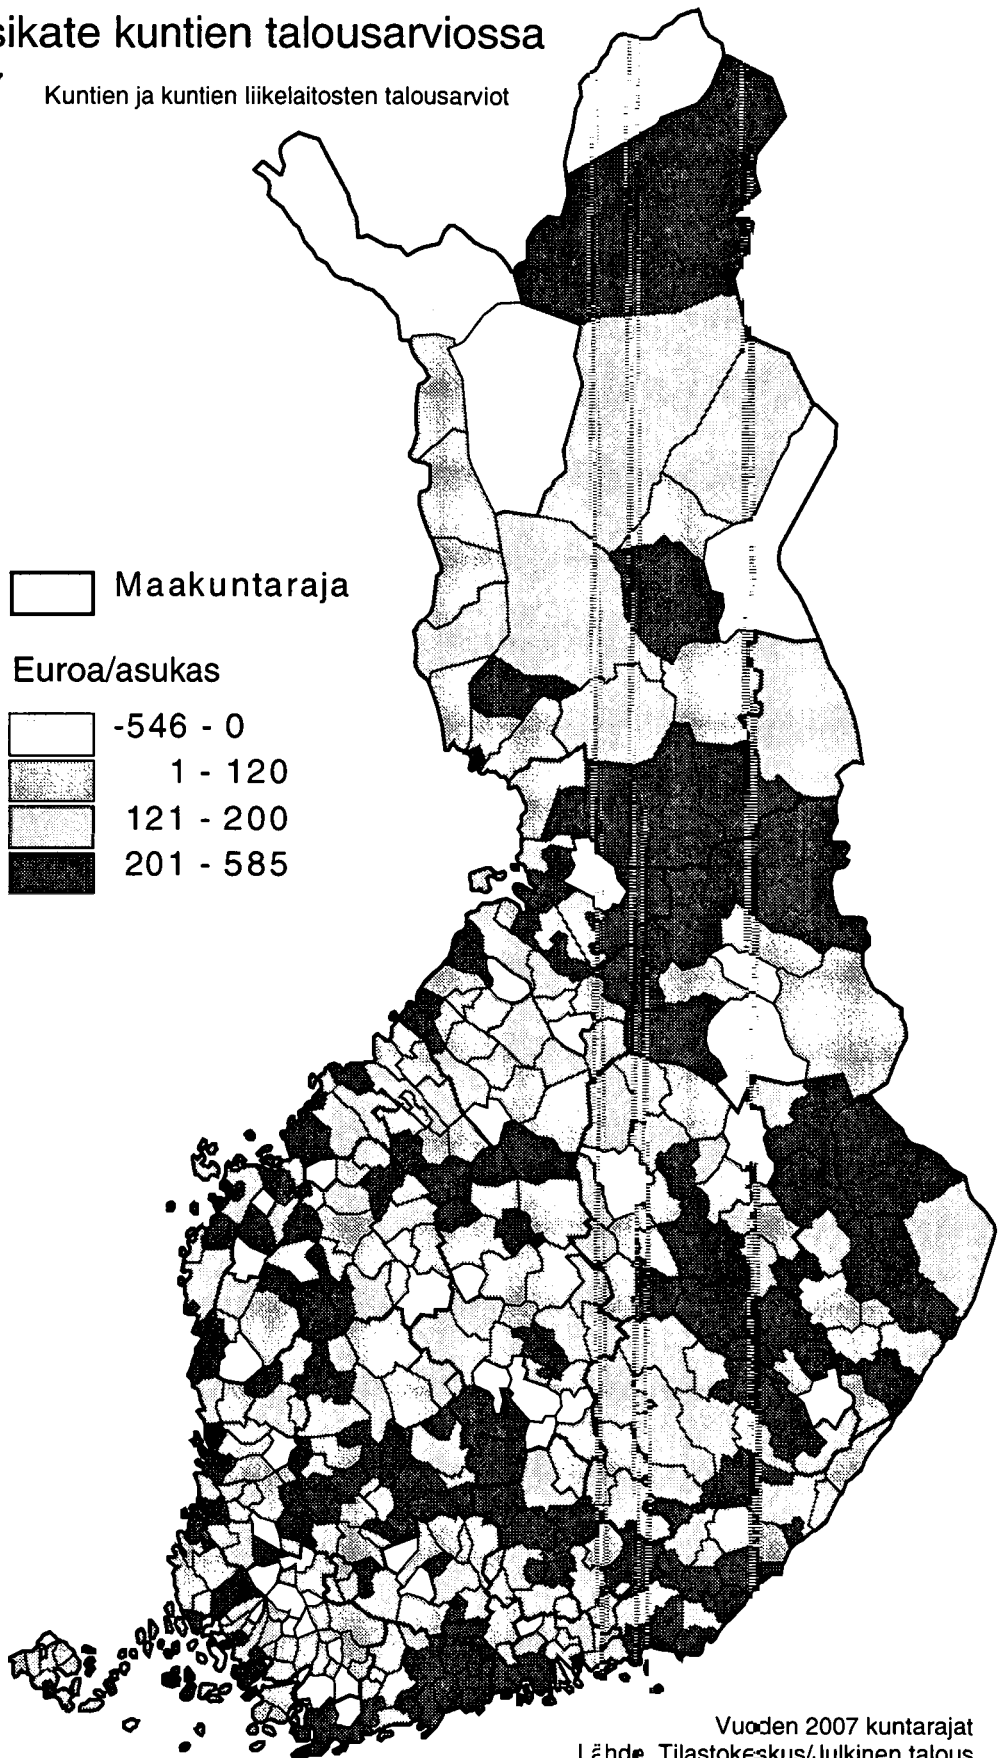 sikate kuntien talousarviossa
Kuntien ja kuntien liikelaitosten talousarviot
Maakuntaraja
Euroa/asukas
-546 - 0
1 - 120
121 - 200
201 - 585
Vuoden 2007 kuntarajat
Lähde Tilastokeskus/Julkinen talous